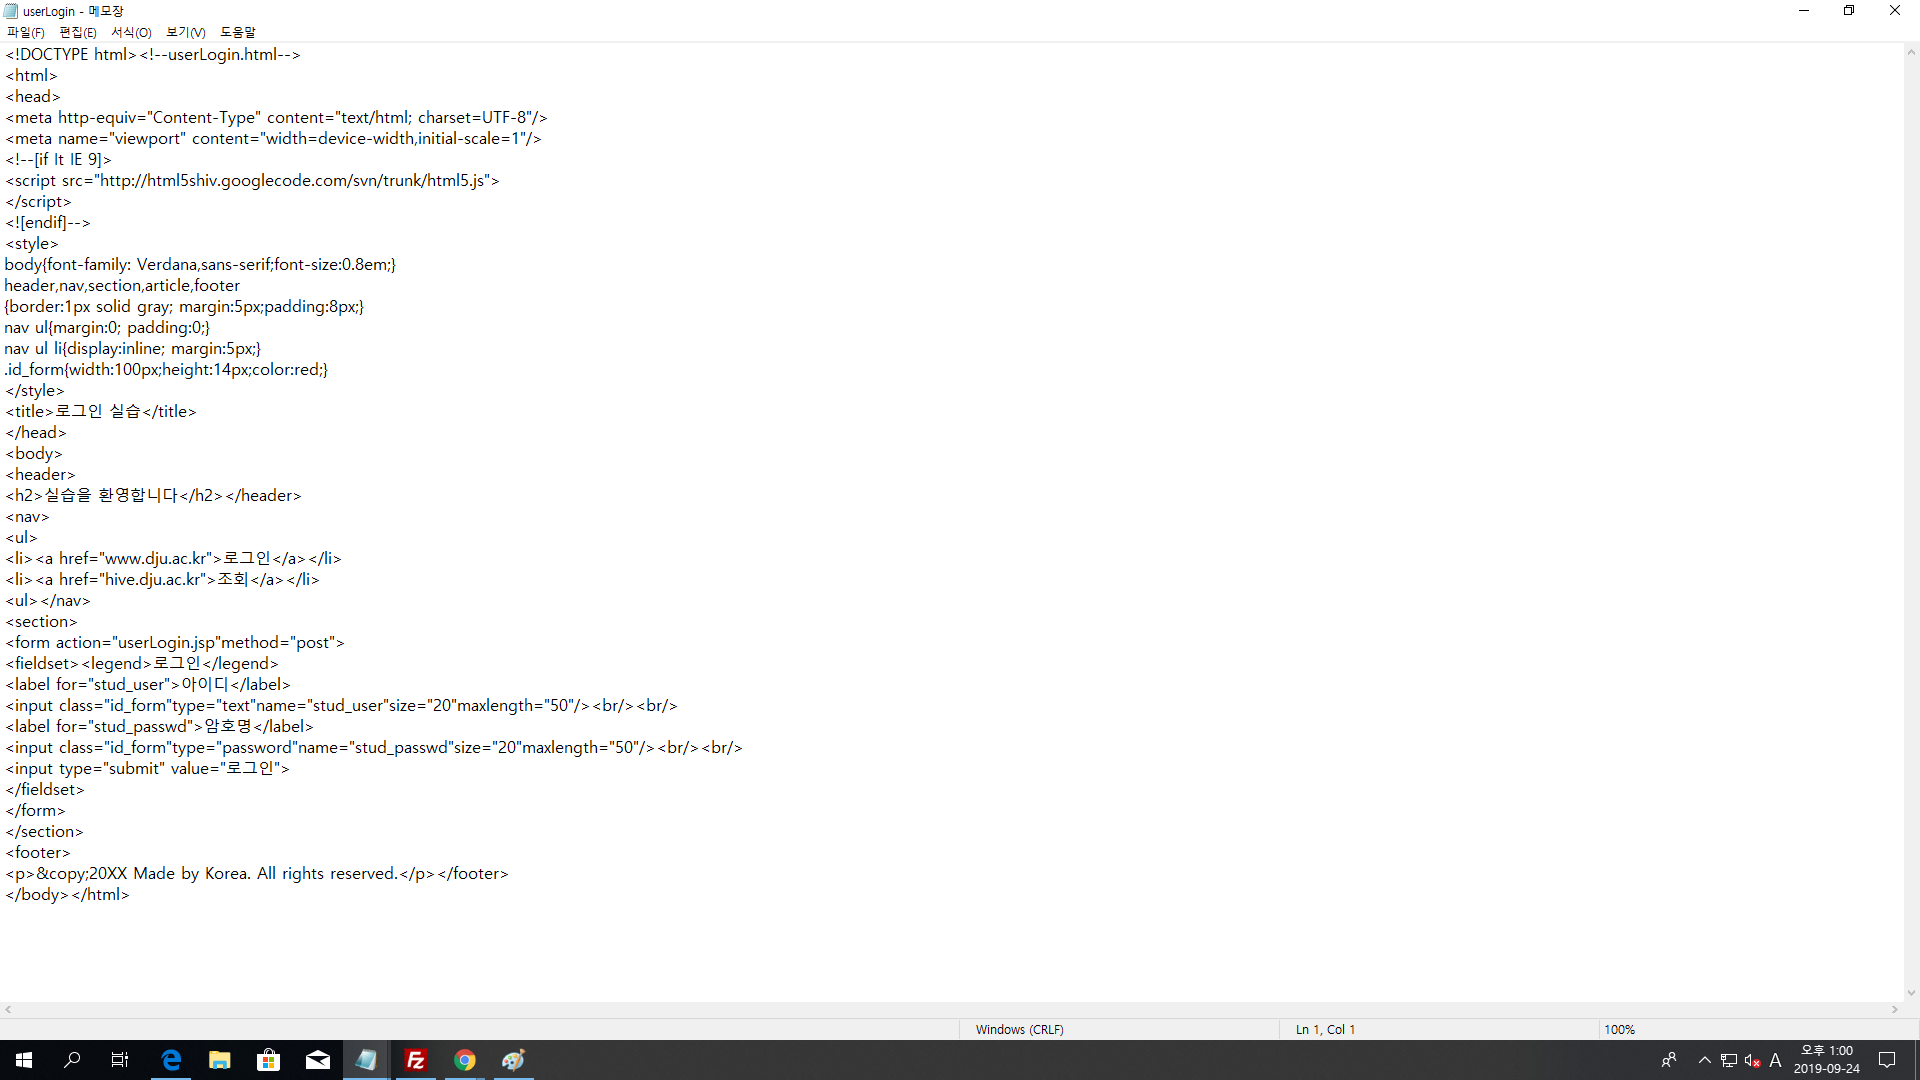 userLogin - 메모장
파일(F) 편집(E) 서식(O) 보기(V) 도움말
<!DOCTYPE html><!--userLogin.html-->
<html>
<head>
<meta http-equiv="Content-Type" content="text/html; charset=UTF-8"/>
<meta name="viewport" content="width=device-width,initial-scale=1"/>
<!--[if lt IE 9]>
<script src="http://html5shiv.googlecode.com/svn/trunk/html5.js">
</script>
<![endif]-->
<style>
body{font-family: Verdana,sans-serif;font-size:0.8em;}
header,nav,section,article,footer
{border:1px solid gray; margin:5px;padding:8px;}
nav ul{margin:0; padding:0;}
nav ul li{display:inline; margin:5px;}
.id_form{width:100px;height:14px;color:red;}
</style>
<title>로그인 실습</title>
</head>
<body>
<header>
<h2>실습을 환영합니다</h2></header>
<nav>
<ul>
<li><a href="www.dju.ac.kr">로그인</a></li>
<li><a href="hive.dju.ac.kr">조회</a></li>
<ul></nav>
<section>
<form action="userLogin.jsp"method="post">
<fieldset><legend>로그인</legend>
<label for="stud_user">아이디</label>
<input class="id_form"type="text"name="stud_user"size="20"maxlength="50"/><br/><br/>
<label for="stud_passwd">암호명</label>
<input class="id_form"type="password"name="stud_passwd"size="20"maxlength="50"/><br/><br/>
<input type="submit" value="로그인">
</fieldset>
</form>
</section>
<footer>
<p>&copy;20XX Made by Korea. All rights reserved.</p></footer>
</body></html>
Windows (CRLF) Ln 1, Col 1 100%
A 오후 1:00
2019-09-24